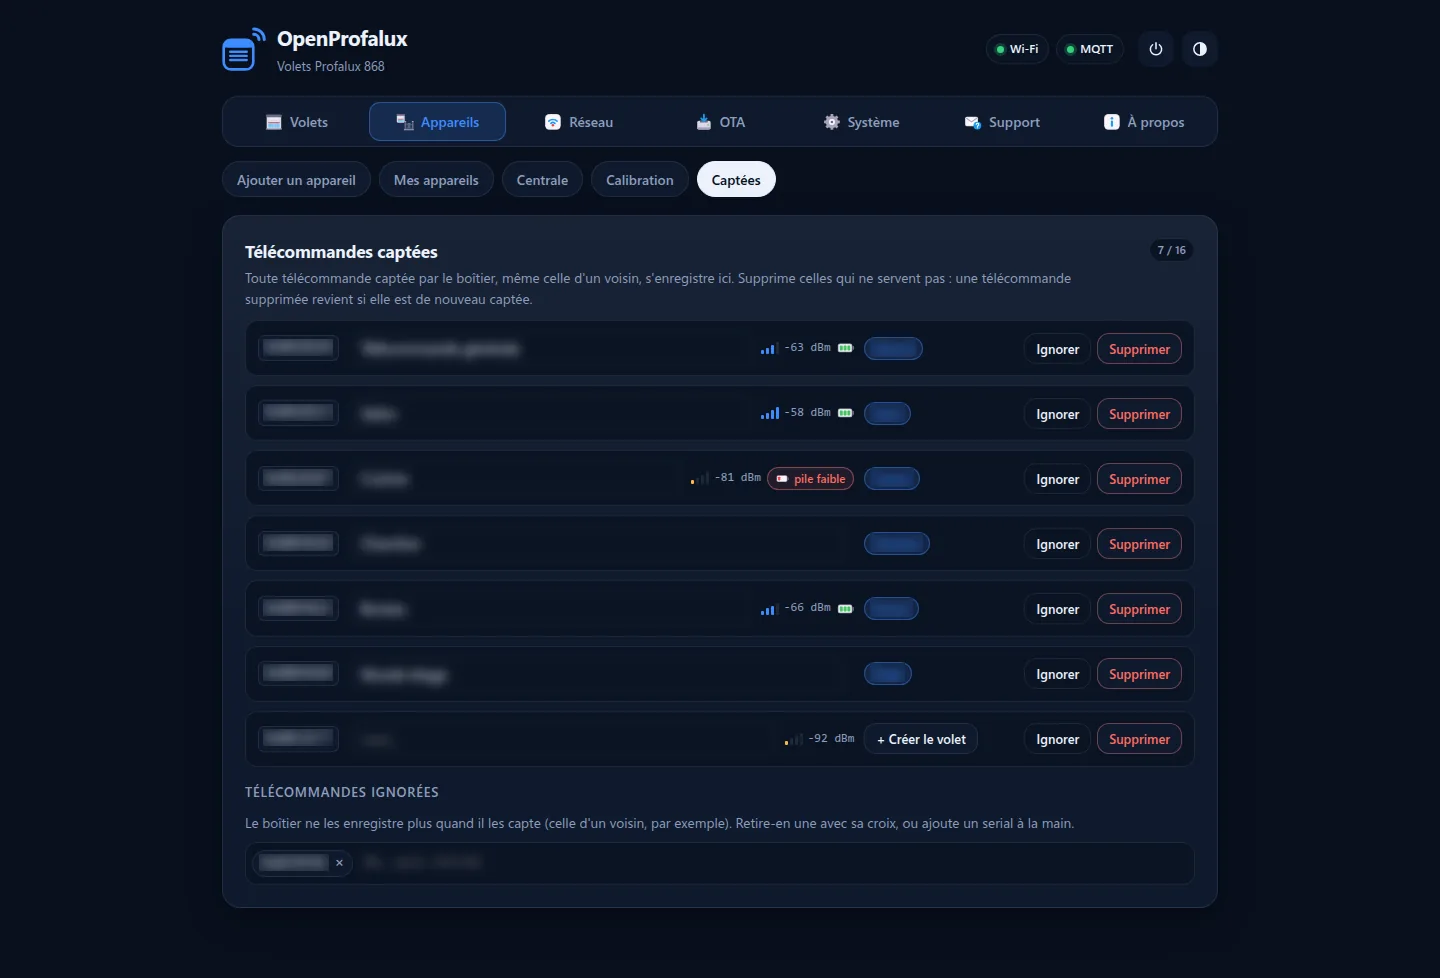 OpenProfalux
Volets Profalux 868
Wi-Fi
MQTT
Volets
Appareils
Réseau
OTA
Système
Support
À propos
Ajouter un appareil
Mes appareils
Centrale
Calibration
Captées
Télécommandes captées
7 / 16
Toute télécommande captée par le boîtier, même celle d'un voisin, s'enregistre ici. Supprime celles qui ne servent pas : une télécommande
supprimée revient si elle est de nouveau captée.
-63 dBm
Ignorer
Supprimer
-58 dBm
Ignorer
Supprimer
-81 dBm
pile faible
Ignorer
Supprimer
Ignorer
Supprimer
-66 dBm
Ignorer
Supprimer
Ignorer
Supprimer
-92 dBm
+ Créer le volet
Ignorer
Supprimer
TÉLÉCOMMANDES IGNORÉES
Le boîtier ne les enregistre plus quand il les capte (celle d'un voisin, par exemple). Retire-en une avec sa croix, ou ajoute un serial à la main.
×